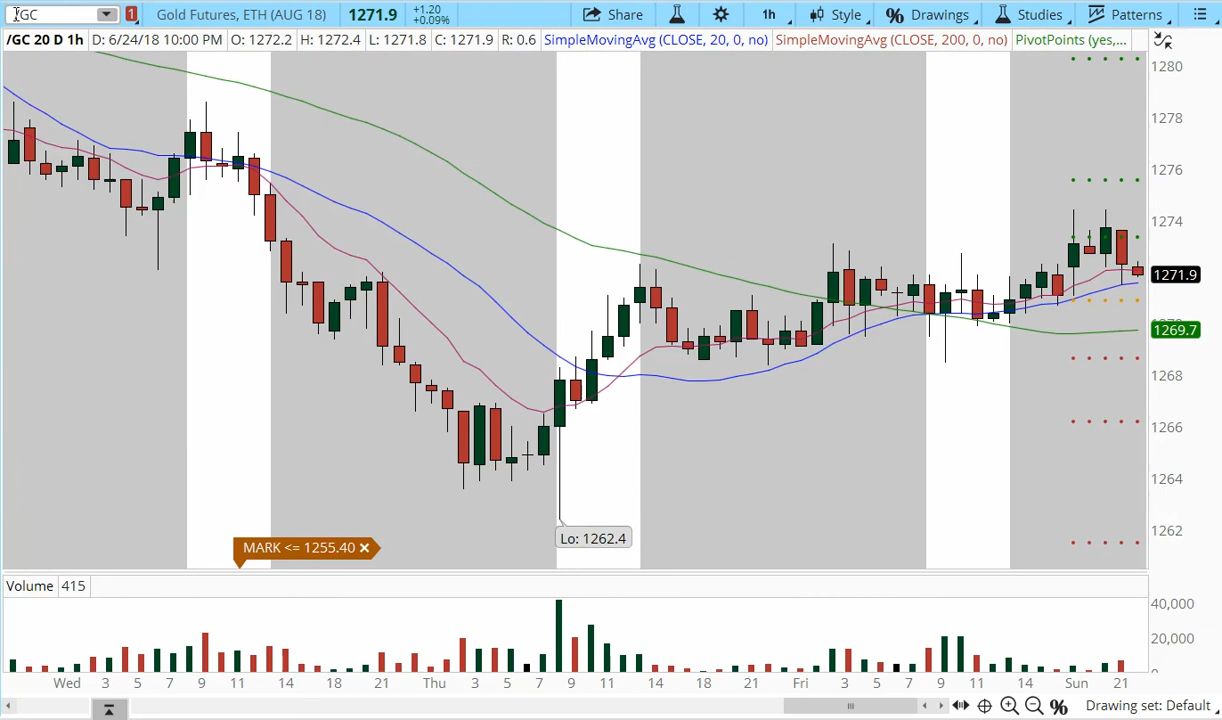 /GC 1 Gold Futures, ETH (AUG 18) 1271.9 +1.20 +0.09% Share 1h Style % Drawings Studies Patterns
/GC 20 D 1h D: 6/24/18 10:00 PM O: 1272.2 H: 1272.4 L: 1271.8 C: 1271.9 R: 0.6 SimpleMovingAvg (CLOSE, 20, 0, no) SimpleMovingAvg (CLOSE, 200, 0, no) PivotPoints (yes,...
1280
1278
1276
1274
1271.9
1269.7
1268
1266
1264
1262
Lo: 1262.4
MARK <= 1255.40 ×
Volume 415
40,000
20,000
Wed 3 5 7 9 11 14 18 21 Thu 3 5 7 9 11 14 18 21 Fri 3 5 7 9 11 14 Sun 21
% Drawing set: Default